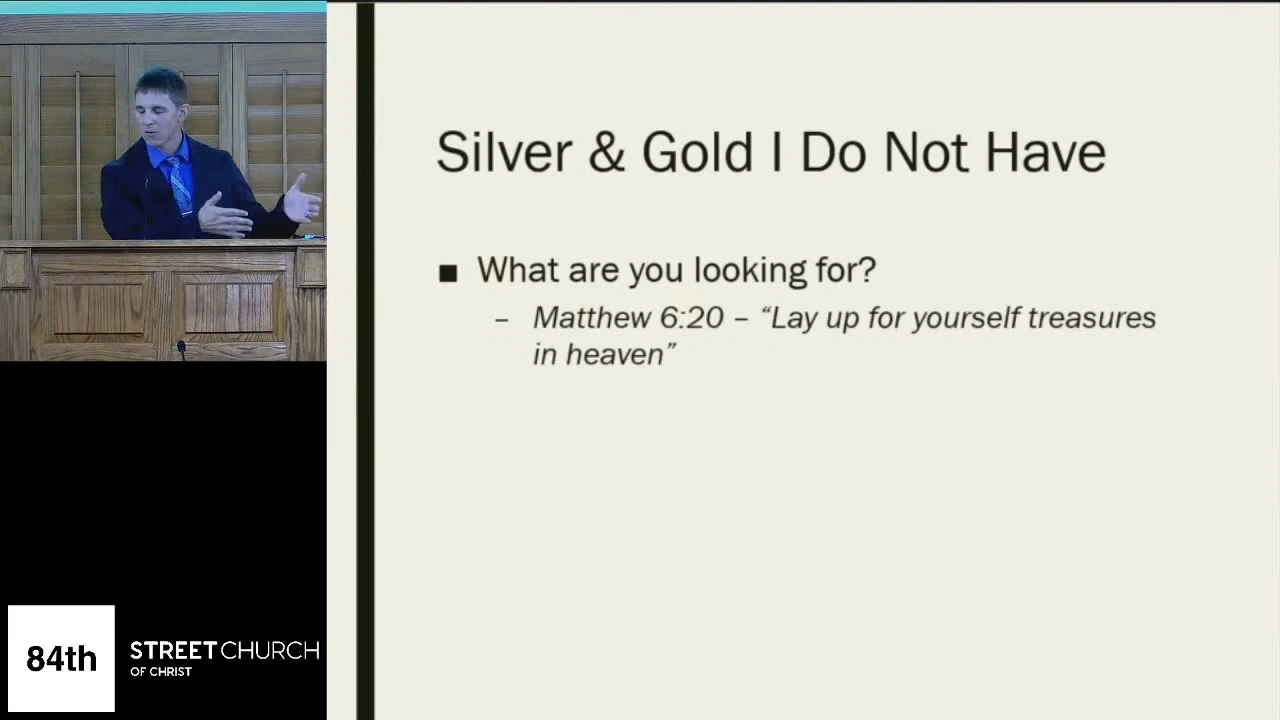 Silver & Gold I Do Not Have
■ What are you looking for?
– Matthew 6:20 – “Lay up for yourself treasures
in heaven”
84th
STREET CHURCH
OF CHRIST